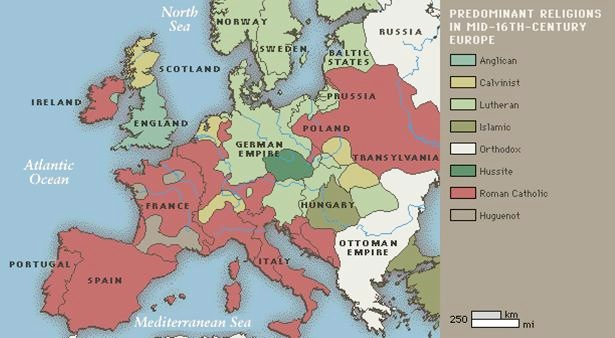 North
Sea
NORWAY
SWEDEN
RUSSIA
SCOTLAND
BALTIC
STATES
IRELAND
PRUSSIA
ENGLAND
POLAND
GERMAN
EMPIRE
TRANSYLVANIA
Atlantic
Ocean
FRANCE
HUNGARY
OTTOMAN
EMPIRE
PORTUGAL
SPAIN
ITALY
Mediterranean Sea
PREDOMINANT RELIGIONS
IN MID-16TH-CENTURY
EUROPE
Anglican
Calvinist
Lutheran
Islamic
Orthodox
Hussite
Roman Catholic
Huguenot
250 km
mi